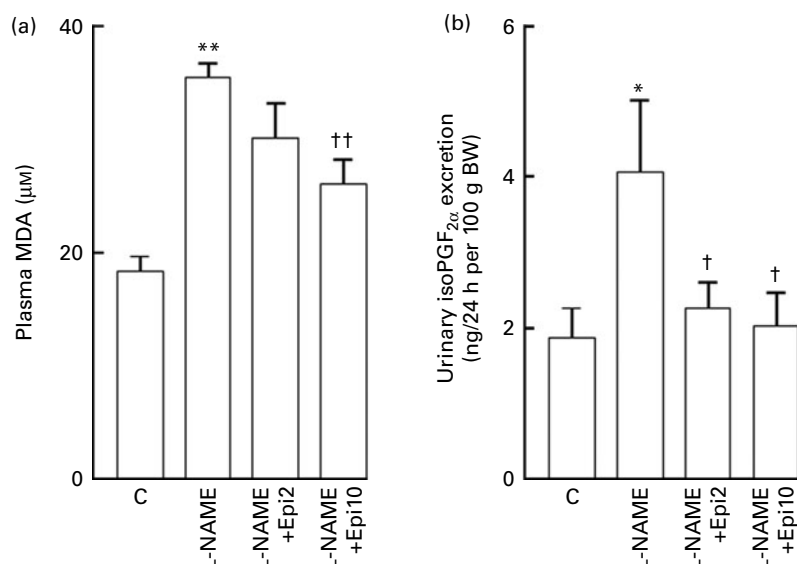 (a)
Plasma MDA (μM)
40
20
0
**
††
C
-NAME
-NAME
+Epi2
-NAME
+Epi10
(b)
Urinary isoPGF2α excretion
(ng/24 h per 100 g BW)
6
4
2
0
*
†
†
C
-NAME
-NAME
+Epi2
-NAME
+Epi10